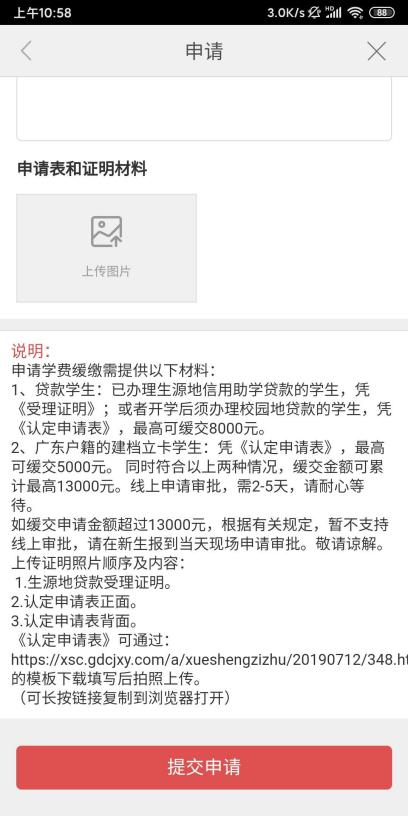 上午10:58
3.0K/s
HD
88
申请
申请表和证明材料
上传图片
说明：
申请学费缓缴需提供以下材料：
1、贷款学生：已办理生源地信用助学贷款的学生，凭
《受理证明》；或者开学后须办理校园地贷款的学生，凭
《认定申请表》，最高可缓交8000元。
2、广东户籍的建档立卡学生：凭《认定申请表》，最高
可缓交5000元。 同时符合以上两种情况，缓交金额可累
计最高13000元。线上申请审批，需2-5天，请耐心等
待。
如缓交申请金额超过13000元，根据有关规定，暂不支持
线上审批，请在新生报到当天现场申请审批。敬请谅解。
上传证明照片顺序及内容：
1.生源地贷款受理证明。
2.认定申请表正面。
3.认定申请表背面。
《认定申请表》可通过：
https://xsc.gdcjxy.com/a/xueshengzizhu/20190712/348.ht
的模板下载填写后拍照上传。
（可长按链接复制到浏览器打开）
提交申请